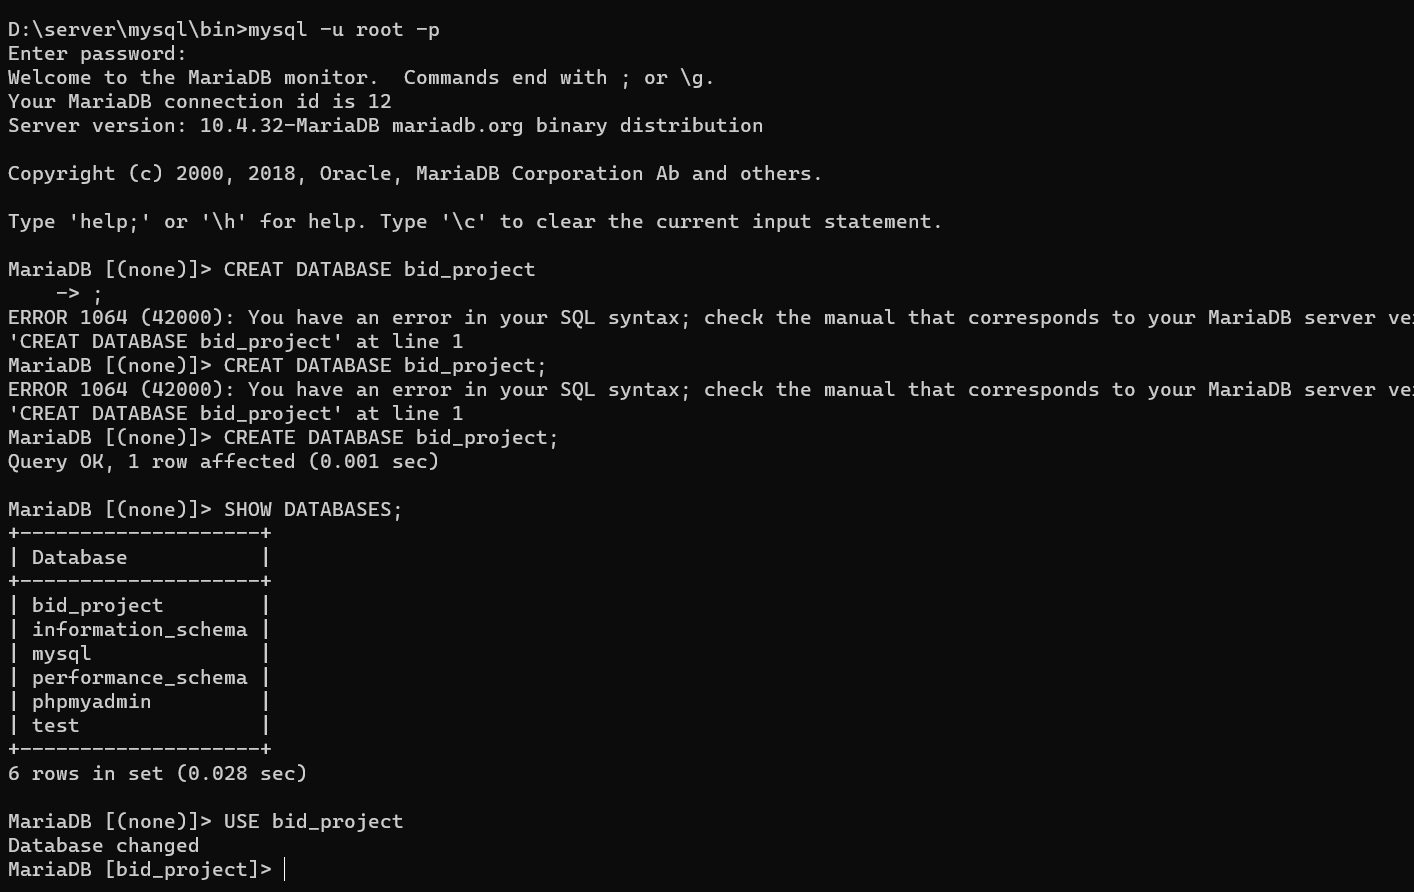 D:\server\mysql\bin>mysql -u root -p
Enter password:
Welcome to the MariaDB monitor.  Commands end with ; or \g.
Your MariaDB connection id is 12
Server version: 10.4.32-MariaDB mariadb.org binary distribution

Copyright (c) 2000, 2018, Oracle, MariaDB Corporation Ab and others.

Type 'help;' or '\h' for help. Type '\c' to clear the current input statement.

MariaDB [(none)]> CREAT DATABASE bid_project
    -> ;
ERROR 1064 (42000): You have an error in your SQL syntax; check the manual that corresponds to your MariaDB server ve
'CREAT DATABASE bid_project' at line 1
MariaDB [(none)]> CREAT DATABASE bid_project;
ERROR 1064 (42000): You have an error in your SQL syntax; check the manual that corresponds to your MariaDB server ve
'CREAT DATABASE bid_project' at line 1
MariaDB [(none)]> CREATE DATABASE bid_project;
Query OK, 1 row affected (0.001 sec)

MariaDB [(none)]> SHOW DATABASES;
+--------------------+
| Database           |
+--------------------+
| bid_project        |
| information_schema |
| mysql              |
| performance_schema |
| phpmyadmin         |
| test               |
+--------------------+
6 rows in set (0.028 sec)

MariaDB [(none)]> USE bid_project
Database changed
MariaDB [bid_project]>